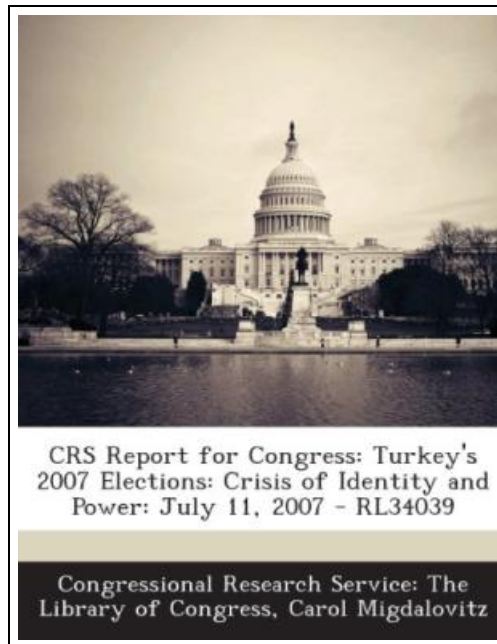 CRS Report for Congress: Turkey's
2007 Elections: Crisis of Identity and
Power: July 11, 2007 - RL34039
Congressional Research Service: The
Library of Congress, Carol Migdalovitz